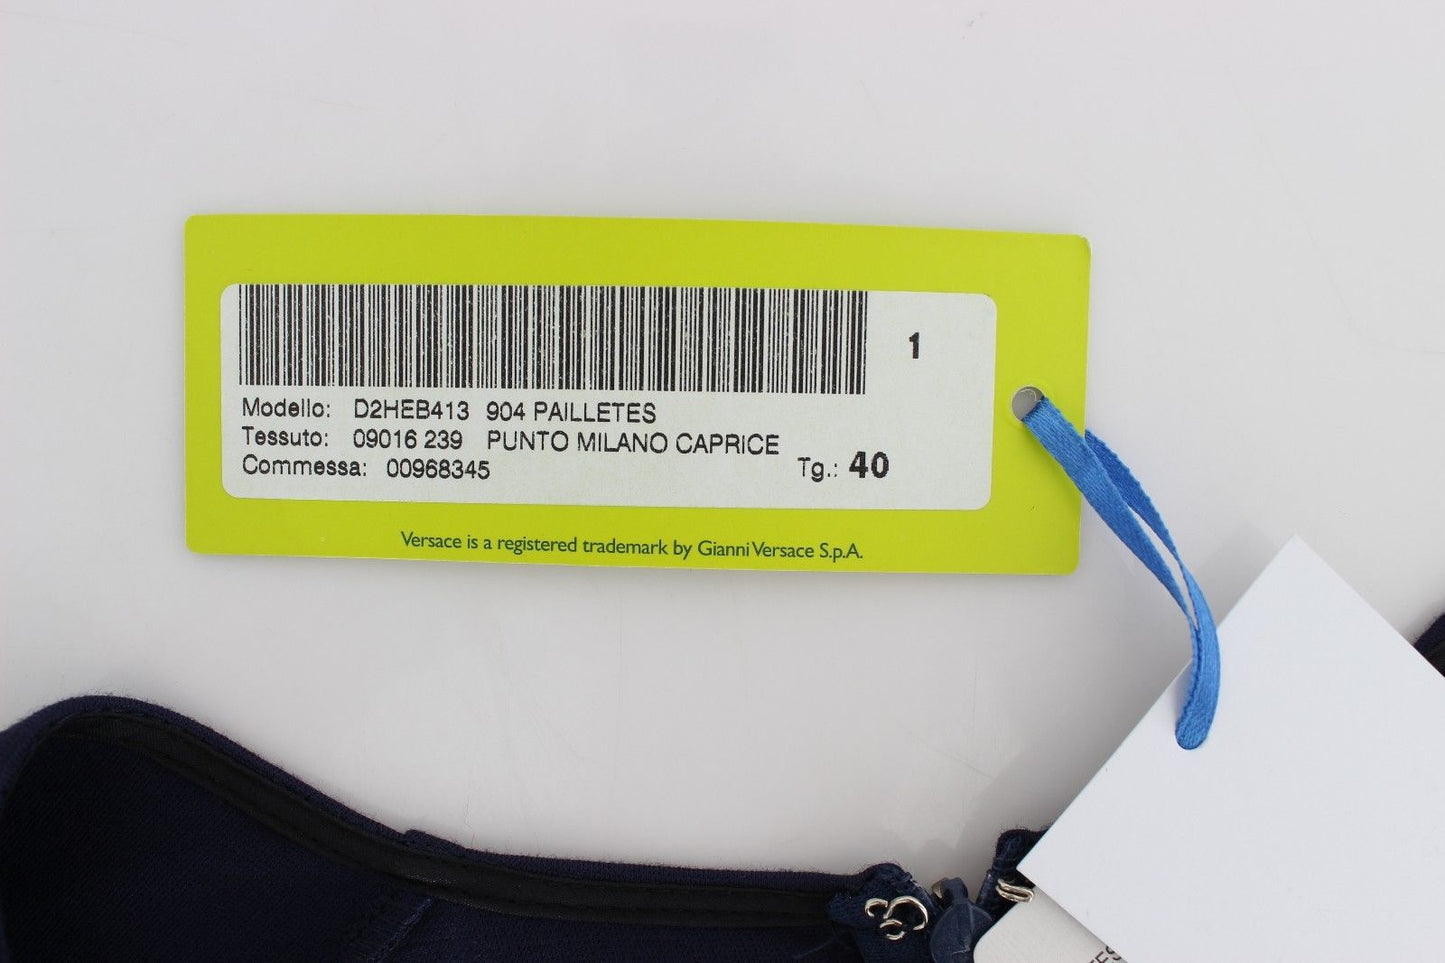 1
Modello: D2HEB413 904 PAILLETES
Tessuto: 09016 239 PUNTO MILANO CAPRICE
Commessa: 00968345
Tg.: 40
Versace is a registered trademark by Gianni Versace S.p.A.